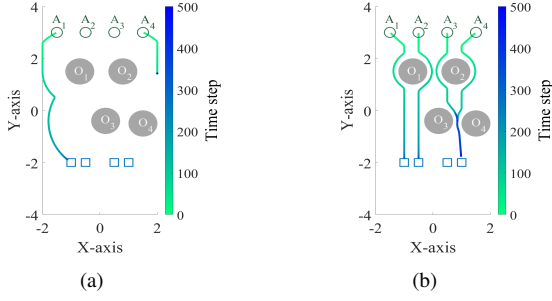 A1 A2 A3 A4
O1 O2
O3 O4
4
2
0
-2
-4
-2 0 2
Y-axis
X-axis
500
400
300
200
100
0
Time step
(a)
A1 A2 A3 A4
O1 O2
O3 O4
4
2
0
-2
-4
-2 0 2
Y-axis
X-axis
500
400
300
200
100
0
Time step
(b)